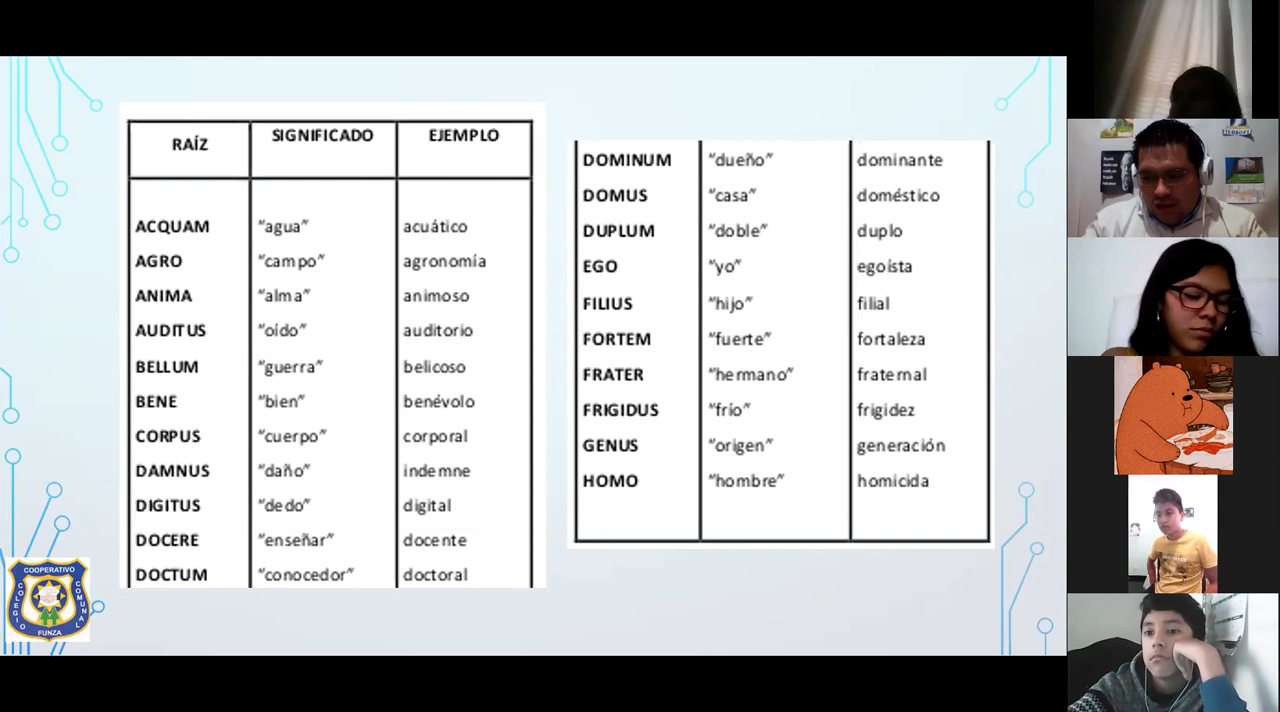 RAÍZ SIGNIFICADO EJEMPLO
ACQUAM "agua" acuático
AGRO "campo" agronomía
ANIMA "alma" animoso
AUDITUS "oído" auditorio
BELLUM "guerra" belicoso
BENE "bien" benévolo
CORPUS "cuerpo" corporal
DAMNUS "daño" indemne
DIGITUS "dedo" digital
DOCERE "enseñar" docente
DOCTUM "conocedor" doctoral
DOMINUM "dueño" dominante
DOMUS "casa" doméstico
DUPLUM "doble" duplo
EGO "yo" egoísta
FILIUS "hijo" filial
FORTEM "fuerte" fortaleza
FRATER "hermano" fraternal
FRIGIDUS "frío" frigidez
GENUS "origen" generación
HOMO "hombre" homicida
COOPERATIVO
COLEGIO
COMUNAL
FUNZA